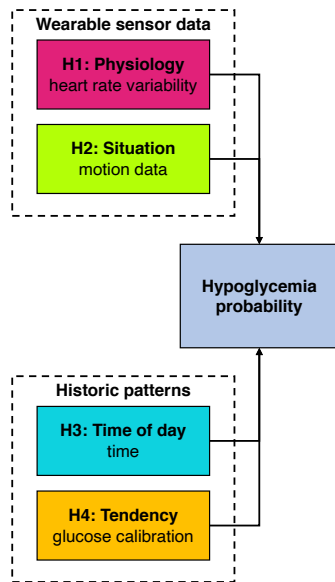 Wearable sensor data
H1: Physiology
heart rate variability
H2: Situation
motion data
Hypoglycemia
probability
Historic patterns
H3: Time of day
time
H4: Tendency
glucose calibration